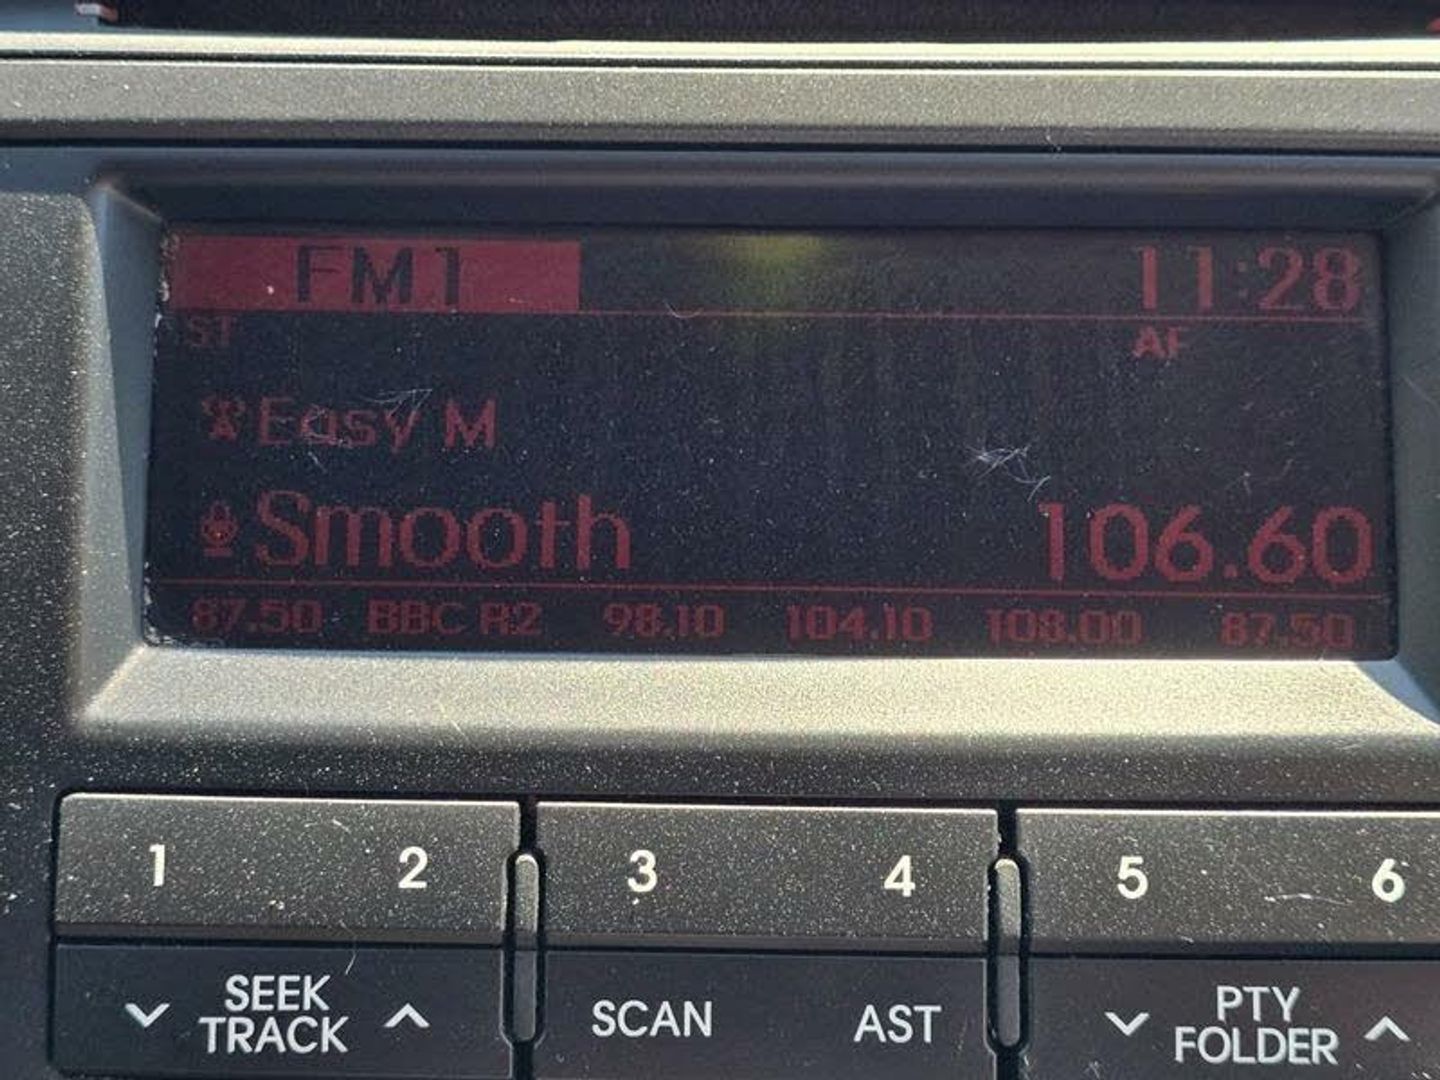 FM1 11:28
ST AF
Easy M
Smooth 106.60
87.50 BBC R2 98.10 104.10 108.00 87.50
1 2 3 4 5 6
SEEK TRACK SCAN AST PTY FOLDER